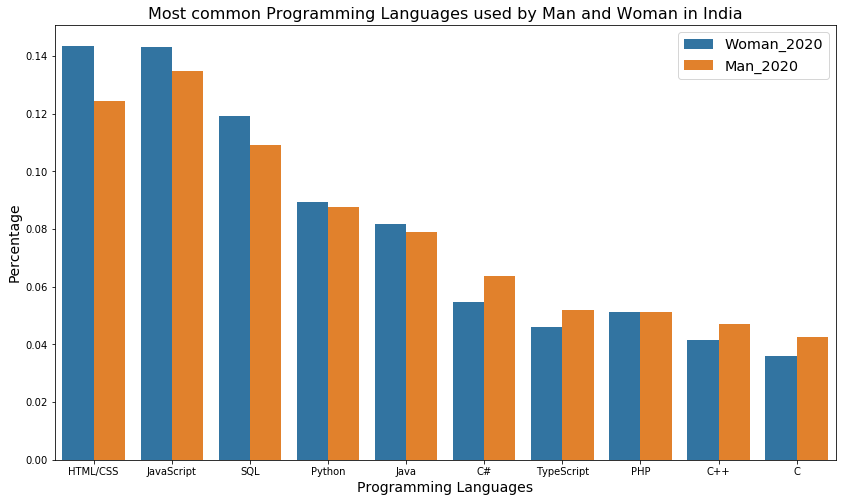 Most common Programming Languages used by Man and Woman in India
Woman_2020
Man_2020
Percentage
0.14
0.12
0.10
0.08
0.06
0.04
0.02
0.00
HTML/CSS JavaScript SQL Python Java C# TypeScript PHP C++ C
Programming Languages